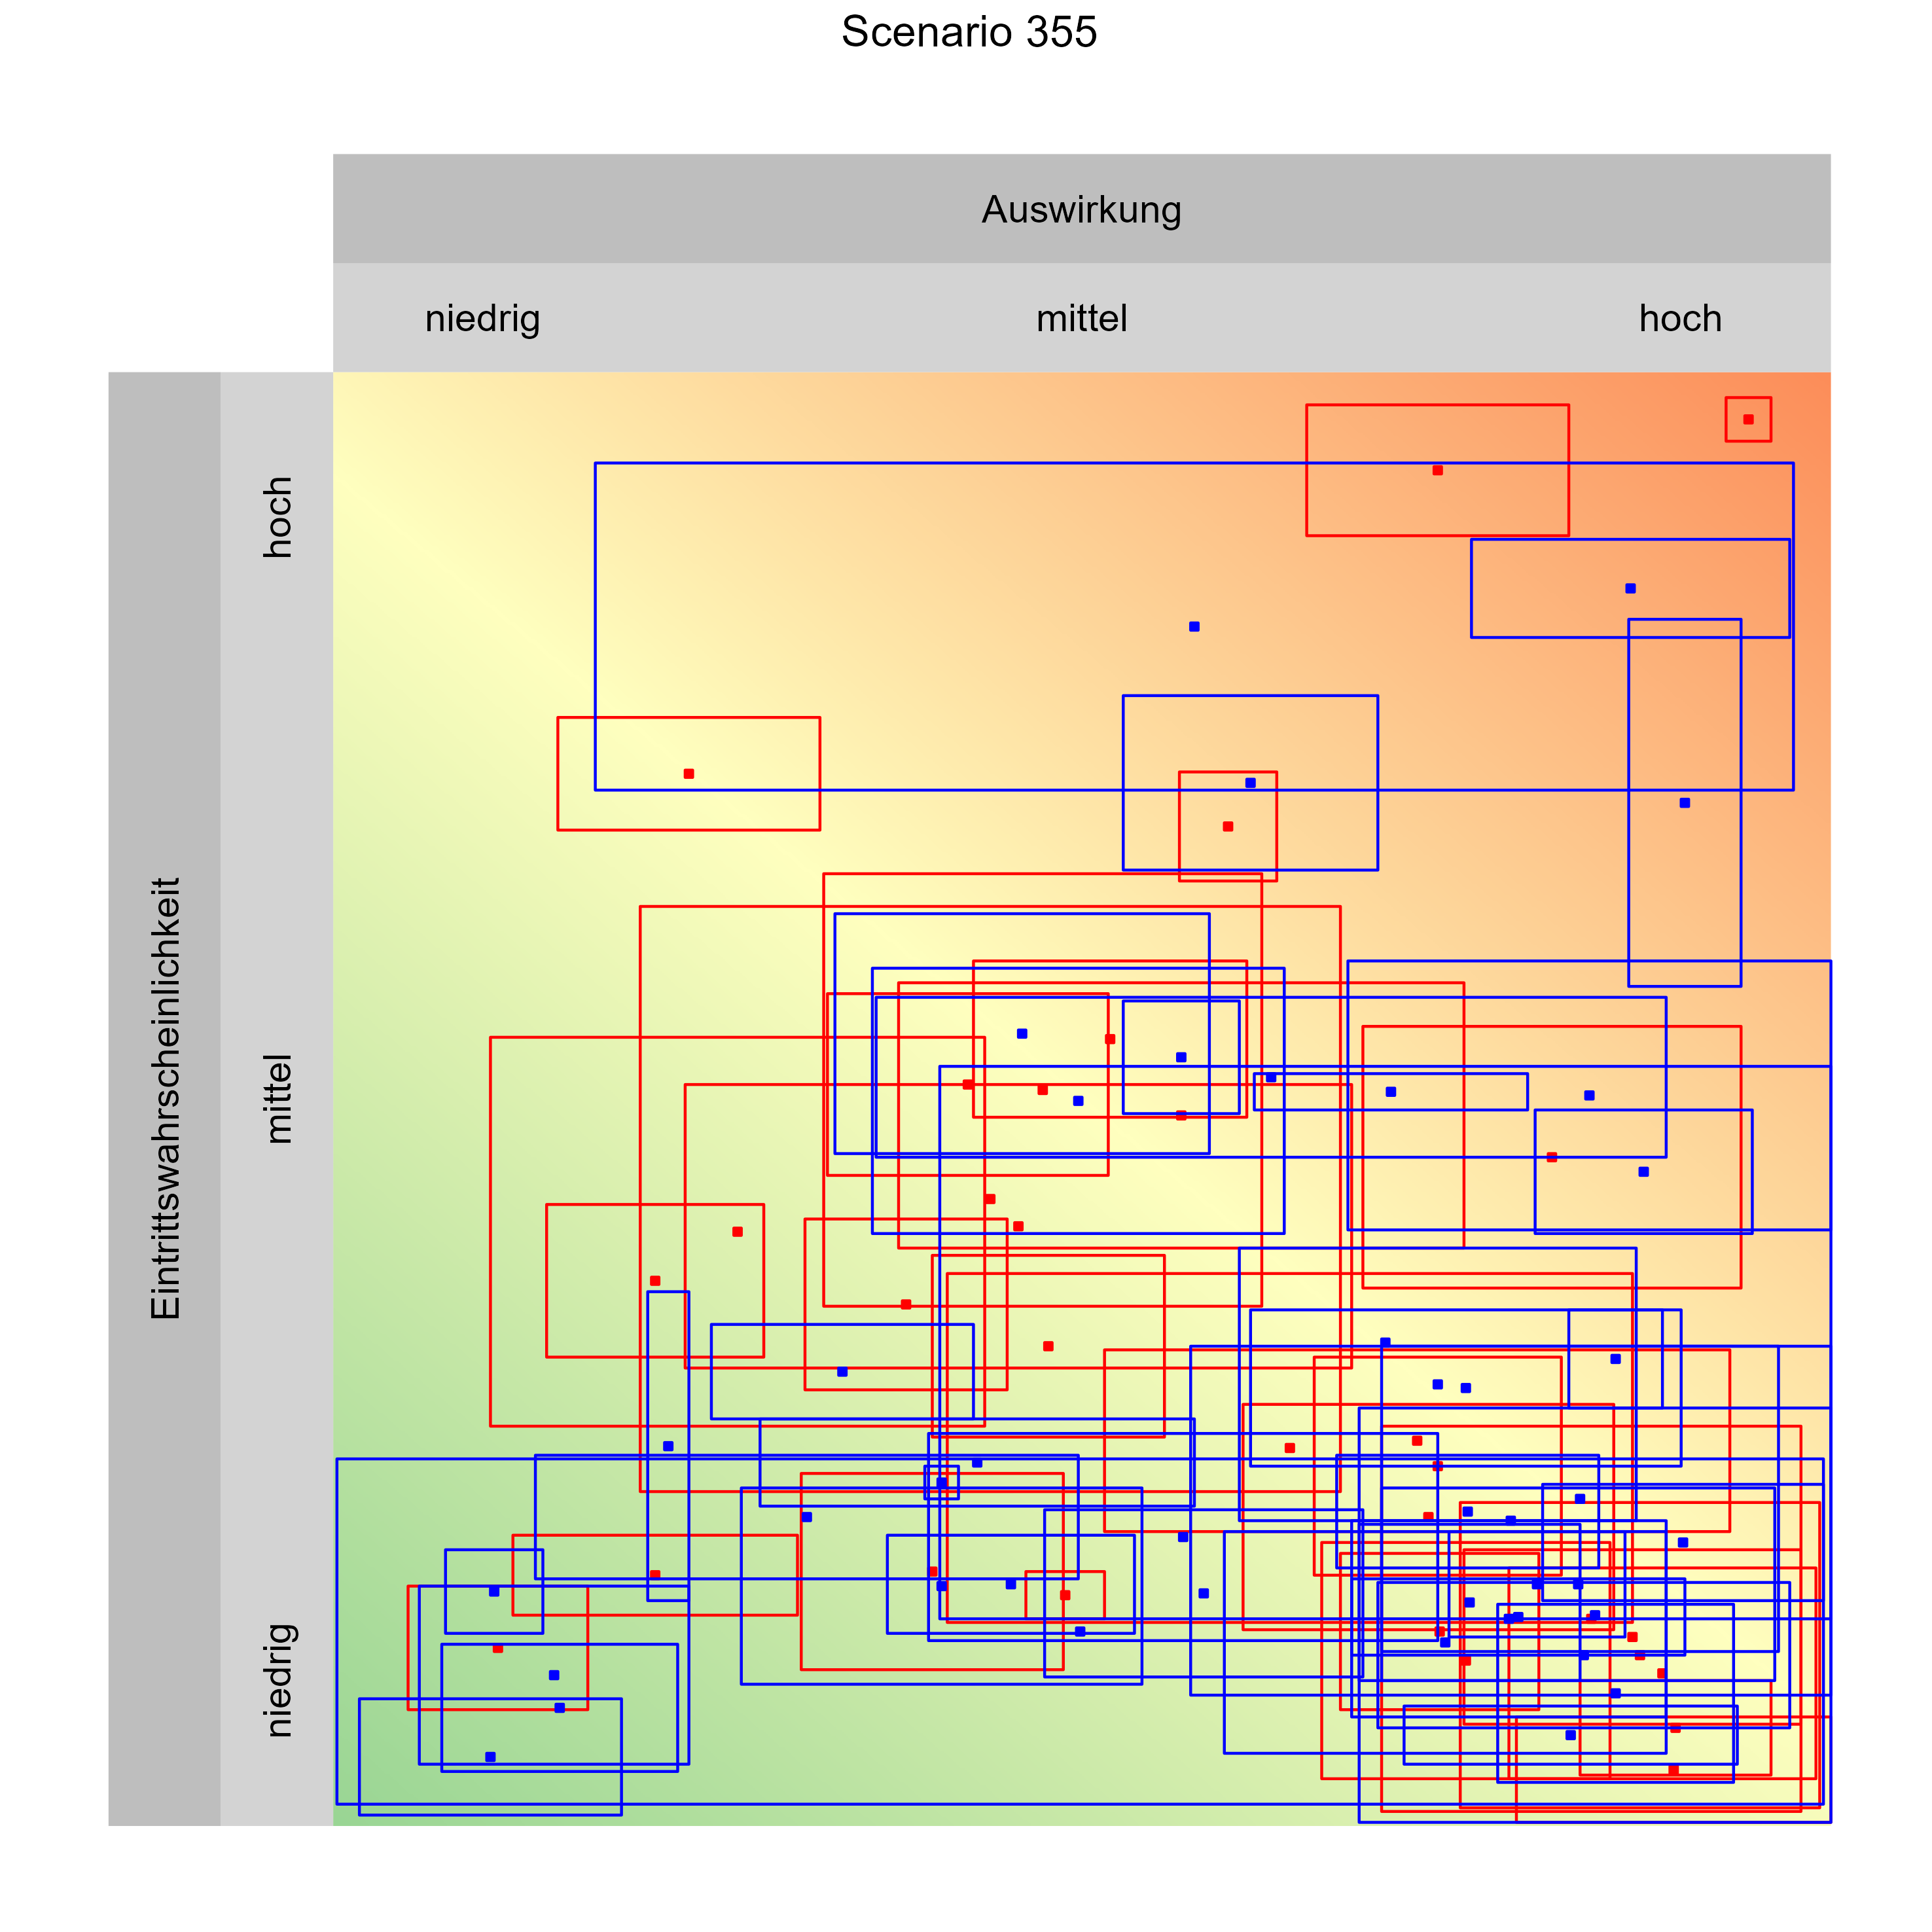 Scenario 355
Auswirkung
niedrig
mittel
hoch
Eintrittswahrscheinlichkeit
hoch
mittel
niedrig